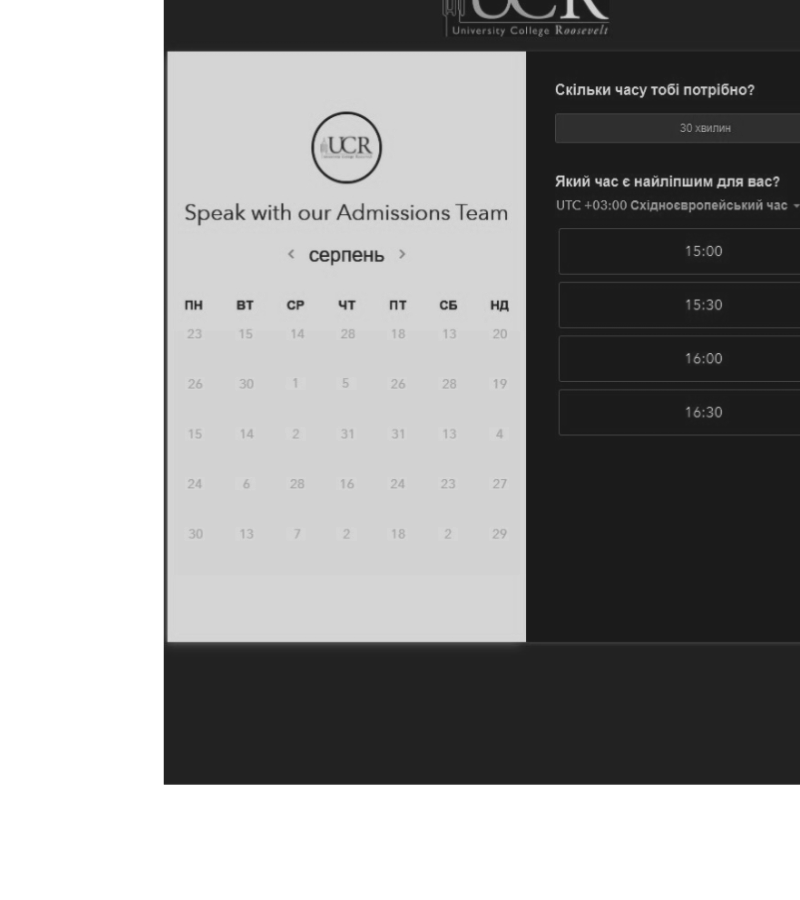 UCR
University College Roosevelt
UCR
Speak with our Admissions Team
< серпень >
ПН ВТ СР ЧТ ПТ СБ НД
23 15 14 28 18 13 20
26 30 1 5 26 28 19
15 14 2 31 31 13 4
24 6 28 16 24 23 27
30 13 7 2 18 2 29
Скільки часу тобі потрібно?
30 хвилин
Який час є найліпшим для вас?
UTC +03:00 Східноєвропейський час
15:00
15:30
16:00
16:30